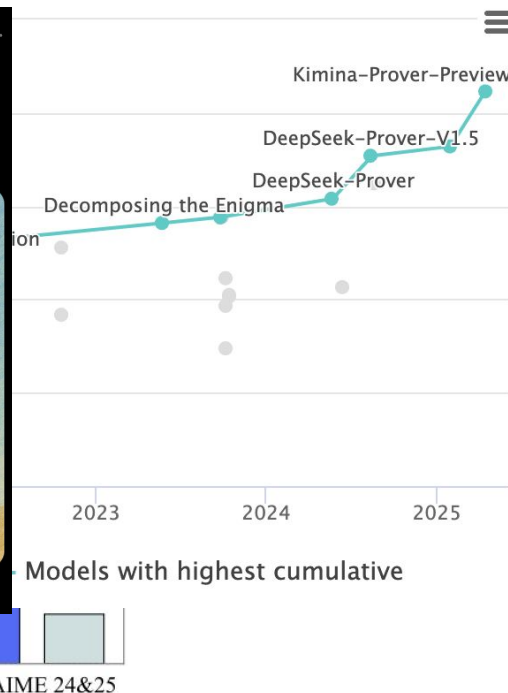 Kimina-Prover-Preview
DeepSeek-Prover-V1.5
DeepSeek-Prover
Decomposing the Enigma
ion
2023 2024 2025
Models with highest cumulative
AIME 24&25